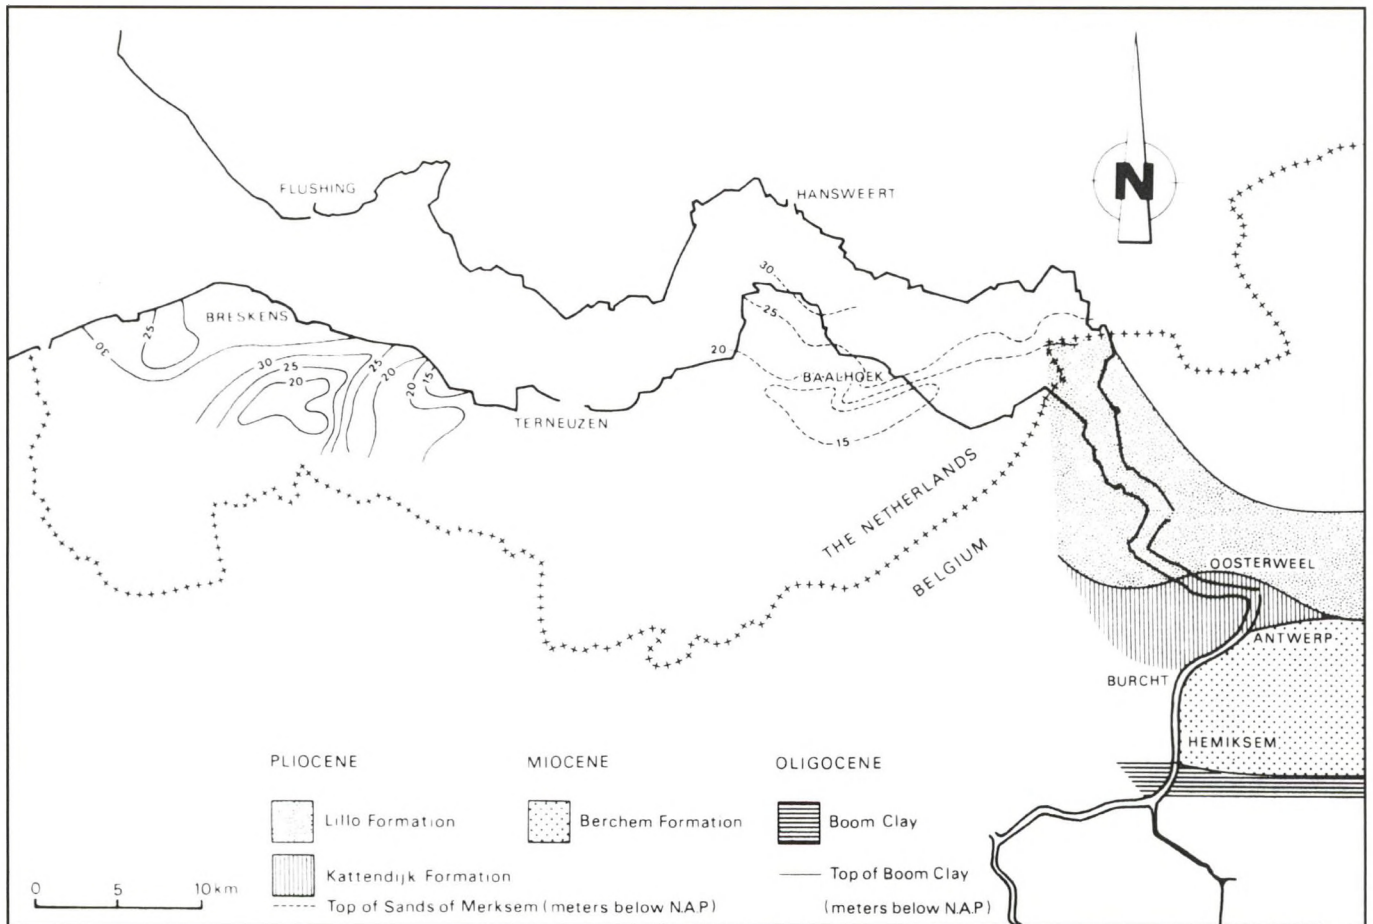 N
FLUSHING
HANSWEERT
30
25
BRESKENS
25
30
20
30
25
20
25
20
20
15
BAALHOEK
15
TERNEUZEN
THE NETHERLANDS
BELGIUM
OOSTERWEEL
ANTWERP
BURCHT
HEMIKSEM
PLIOCENE
MIOCENE
OLIGOCENE
Lillo Formation
Berchem Formation
Boom Clay
Kattendijk Formation
Top of Boom Clay
0 5 10 km
Top of Sands of Merksem (meters below N.A.P)
(meters below N.A.P)